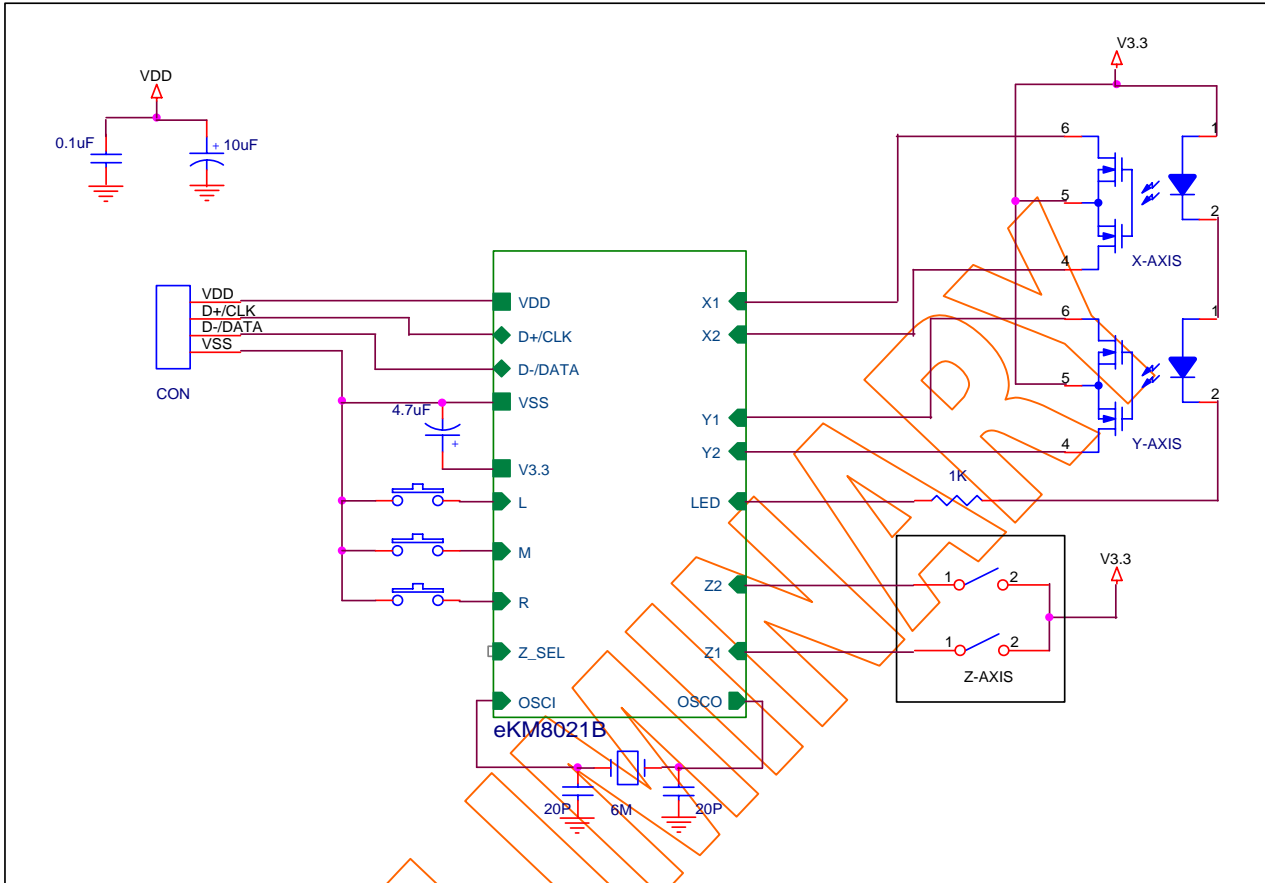 V3.3
VDD
0.1uF
+ 10uF
6
1
5
2
4
X-AXIS
VDD
D+/CLK
D-/DATA
VSS
CON
VDD
D+/CLK
D-/DATA
VSS
4.7uF
+
V3.3
L
M
R
Z_SEL
OSCI
X1
X2
Y1
Y2
LED
Z2
Z1
OSCO
eKM8021B
6
1
5
2
4
Y-AXIS
1K
1
2
1
2
Z-AXIS
V3.3
20P
6M
20P